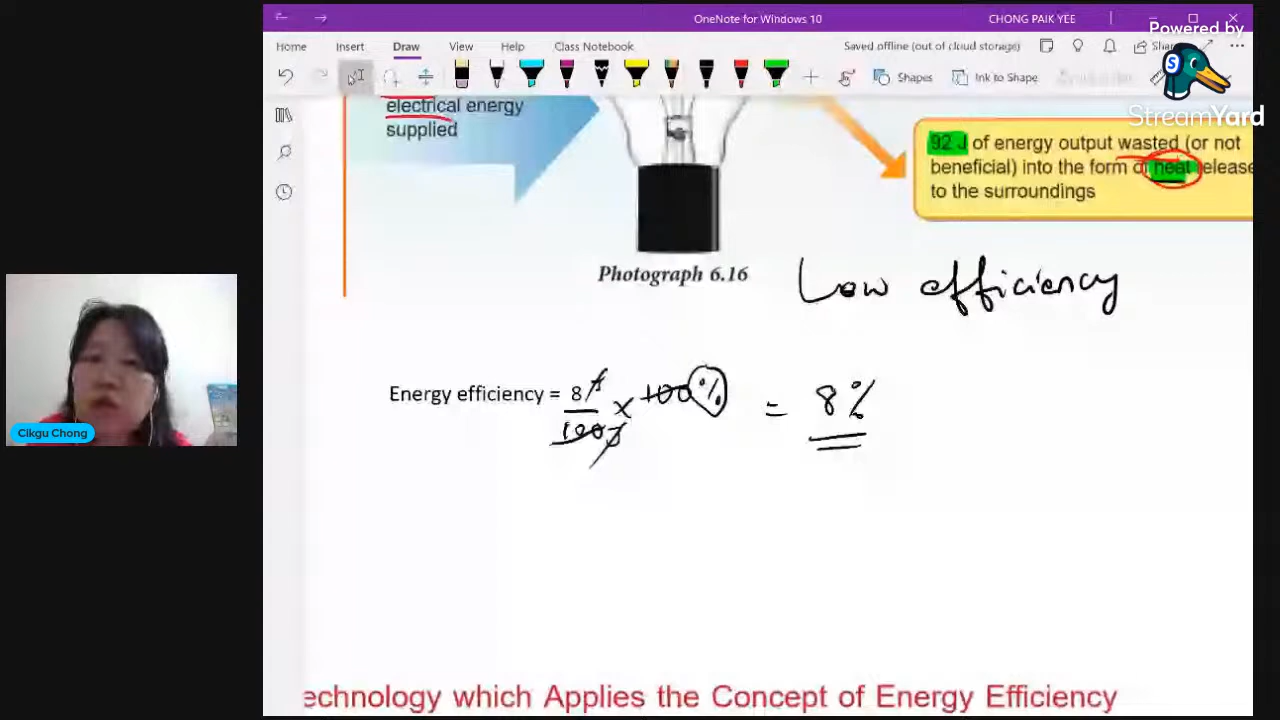 OneNote for Windows 10
CHONG PAIK YEE
Powered by
StreamYard
Home Insert Draw View Help Class Notebook
Saved offline (out of cloud storage)
Shapes Ink to Shape
electrical energy
supplied
92 J of energy output wasted (or not
beneficial) into the form of heat release
to the surroundings
Photograph 6.16
Low efficiency
Energy efficiency = 8 J x 100 % = 8%
100 J
Cikgu Chong
echnology which Applies the Concept of Energy Efficiency